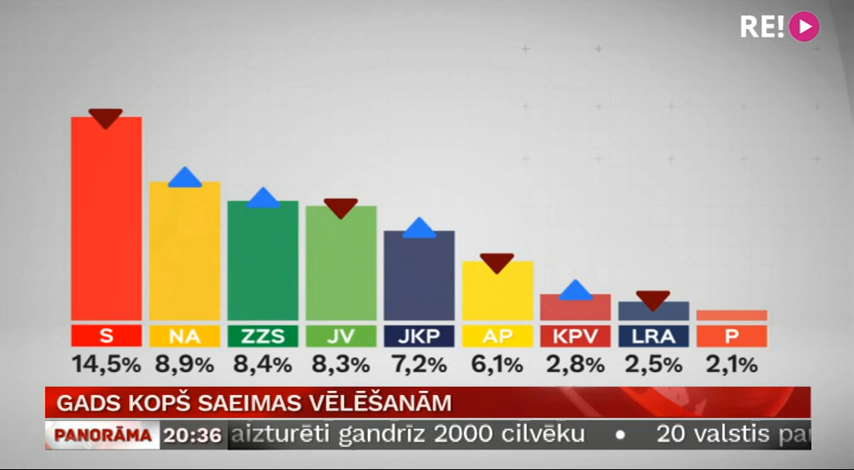 RE!
S NA ZZS JV JKP AP KPV LRA P
14,5% 8,9% 8,4% 8,3% 7,2% 6,1% 2,8% 2,5% 2,1%
GADS KOPŠ SAEIMAS VĒLĒŠANĀM
PANORĀMA 20:36 aizturēti gandrīz 2000 cilvēku • 20 valstis